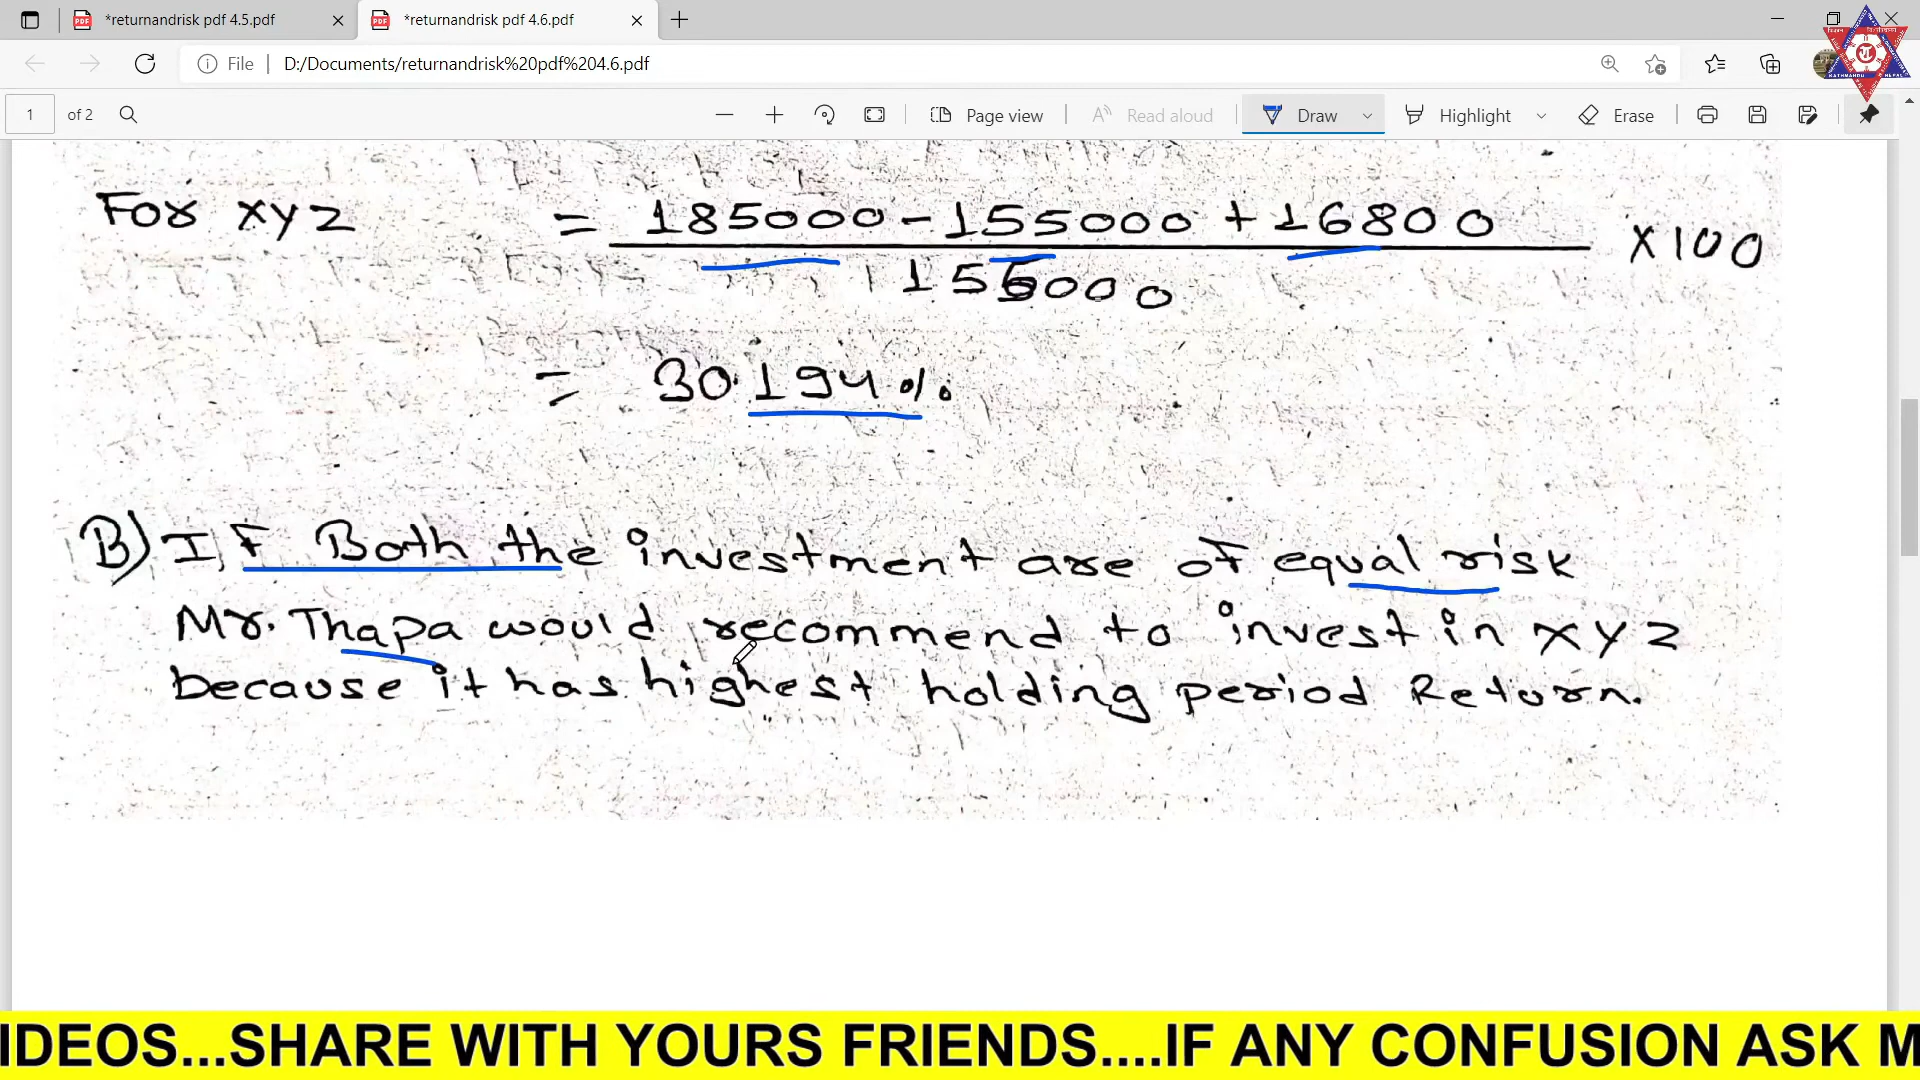 *returnandrisk pdf 4.5.pdf
*returnandrisk pdf 4.6.pdf
File
D:/Documents/returnandrisk%20pdf%204.6.pdf
1 of 2
Page view
Read aloud
Draw
Highlight
Erase
For xyz = 185000 - 155000 + 16800 X100
155000
= 30.194%
B) IF Both the investment are of equal risk
Mr. Thapa would recommend to invest in xyz
because it has highest holding period Return.
IDEOS...SHARE WITH YOURS FRIENDS....IF ANY CONFUSION ASK M